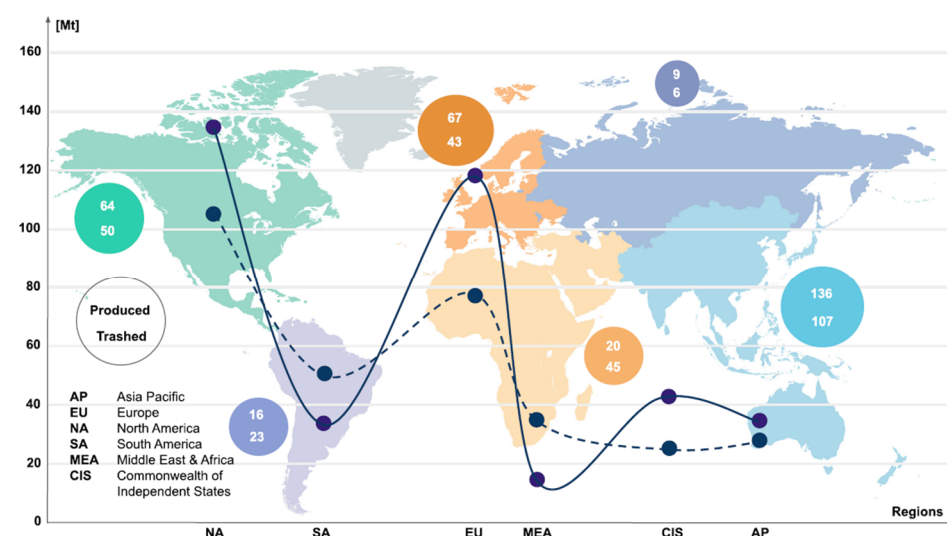 [Mt]
160
140
120
100
80
60
40
20
0
9
6
67
43
64
50
136
107
20
45
16
23
Produced
Trashed
AP Asia Pacific
EU Europe
NA North America
SA South America
MEA Middle East & Africa
CIS Commonwealth of
Independent States
Regions
NA SA EU MEA CIS AP